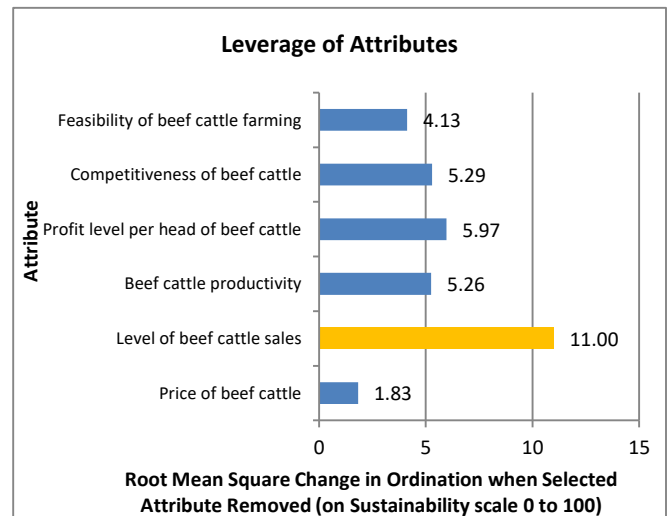 Leverage of Attributes
Attribute
Feasibility of beef cattle farming 4.13
Competitiveness of beef cattle 5.29
Profit level per head of beef cattle 5.97
Beef cattle productivity 5.26
Level of beef cattle sales 11.00
Price of beef cattle 1.83
0 5 10 15
Root Mean Square Change in Ordination when Selected
Attribute Removed (on Sustainability scale 0 to 100)